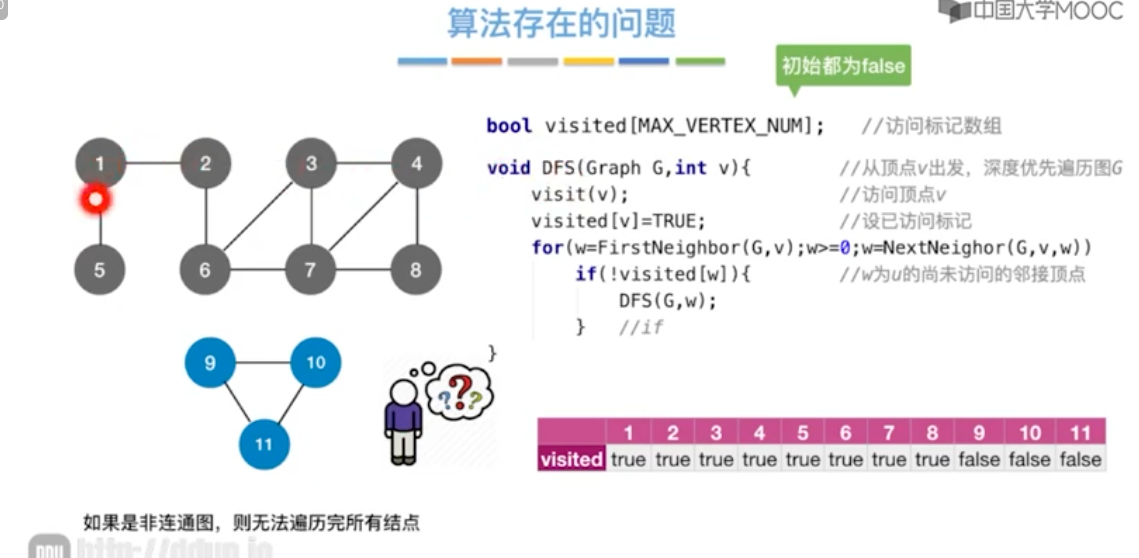 算法存在的问题
中国大学MOOC
初始都为false
bool visited[MAX_VERTEX_NUM]; //访问标记数组
void DFS(Graph G,int v){ //从顶点v出发，深度优先遍历图G
visit(v); //访问顶点v
visited[v]=TRUE; //设已访问标记
for(w=FirstNeighbor(G,v);w>=0;w=NextNeighor(G,v,w))
if(!visited[w]){ //w为u的尚未访问的邻接顶点
DFS(G,w);
} //if
}
1 2 3 4
5 6 7 8
9 10
11
? ? ?
1 2 3 4 5 6 7 8 9 10 11
visited true true true true true true true true false false false
如果是非连通图，则无法遍历完所有结点